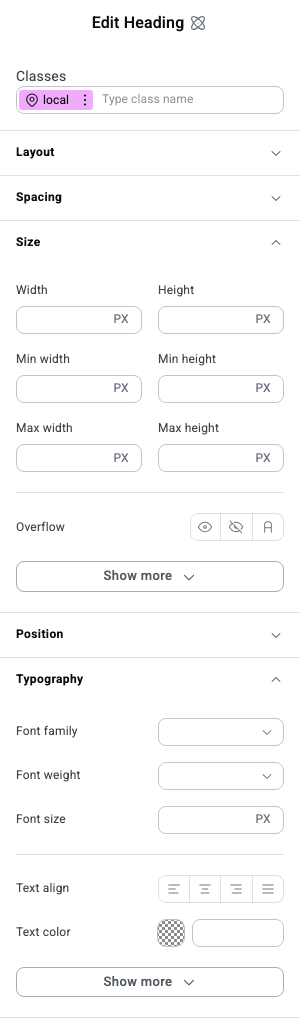 Edit Heading
Classes
local Type class name
Layout
Spacing
Size
Width Height
PX PX
Min width Min height
PX PX
Max width Max height
PX PX
Overflow
Show more
Position
Typography
Font family
Font weight
Font size PX
Text align
Text color
Show more